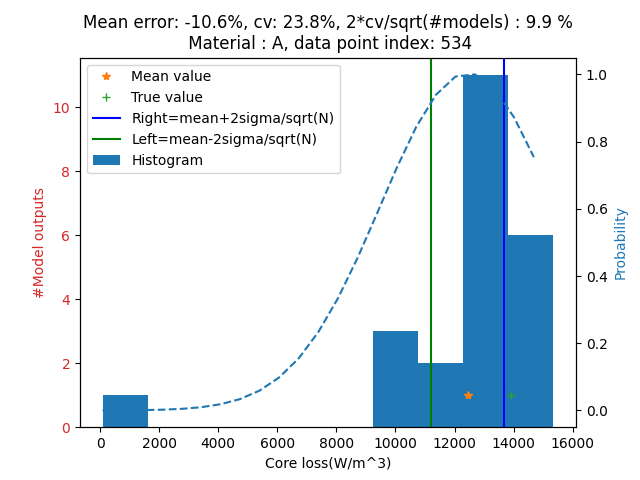 Mean error: -10.6%, cv: 23.8%, 2*cv/sqrt(#models) : 9.9 %
Material : A, data point index: 534
Mean value
True value
Right=mean+2sigma/sqrt(N)
Left=mean-2sigma/sqrt(N)
Histogram
#Model outputs
10
8
6
4
2
0
1.0
0.8
0.6
0.4
0.2
0.0
Probability
0 2000 4000 6000 8000 10000 12000 14000 16000
Core loss(W/m^3)